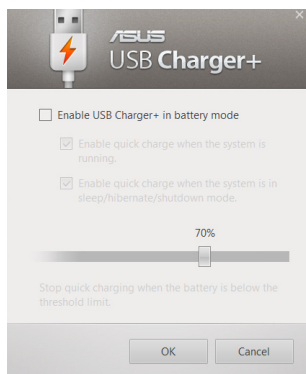 ASUS
USB Charger+
Enable USB Charger+ in battery mode
Enable quick charge when the system is
running.
Enable quick charge when the system is in
sleep/hibernate/shutdown mode.
70%
Stop quick charging when the battery is below the
threshold limit.
OK
Cancel